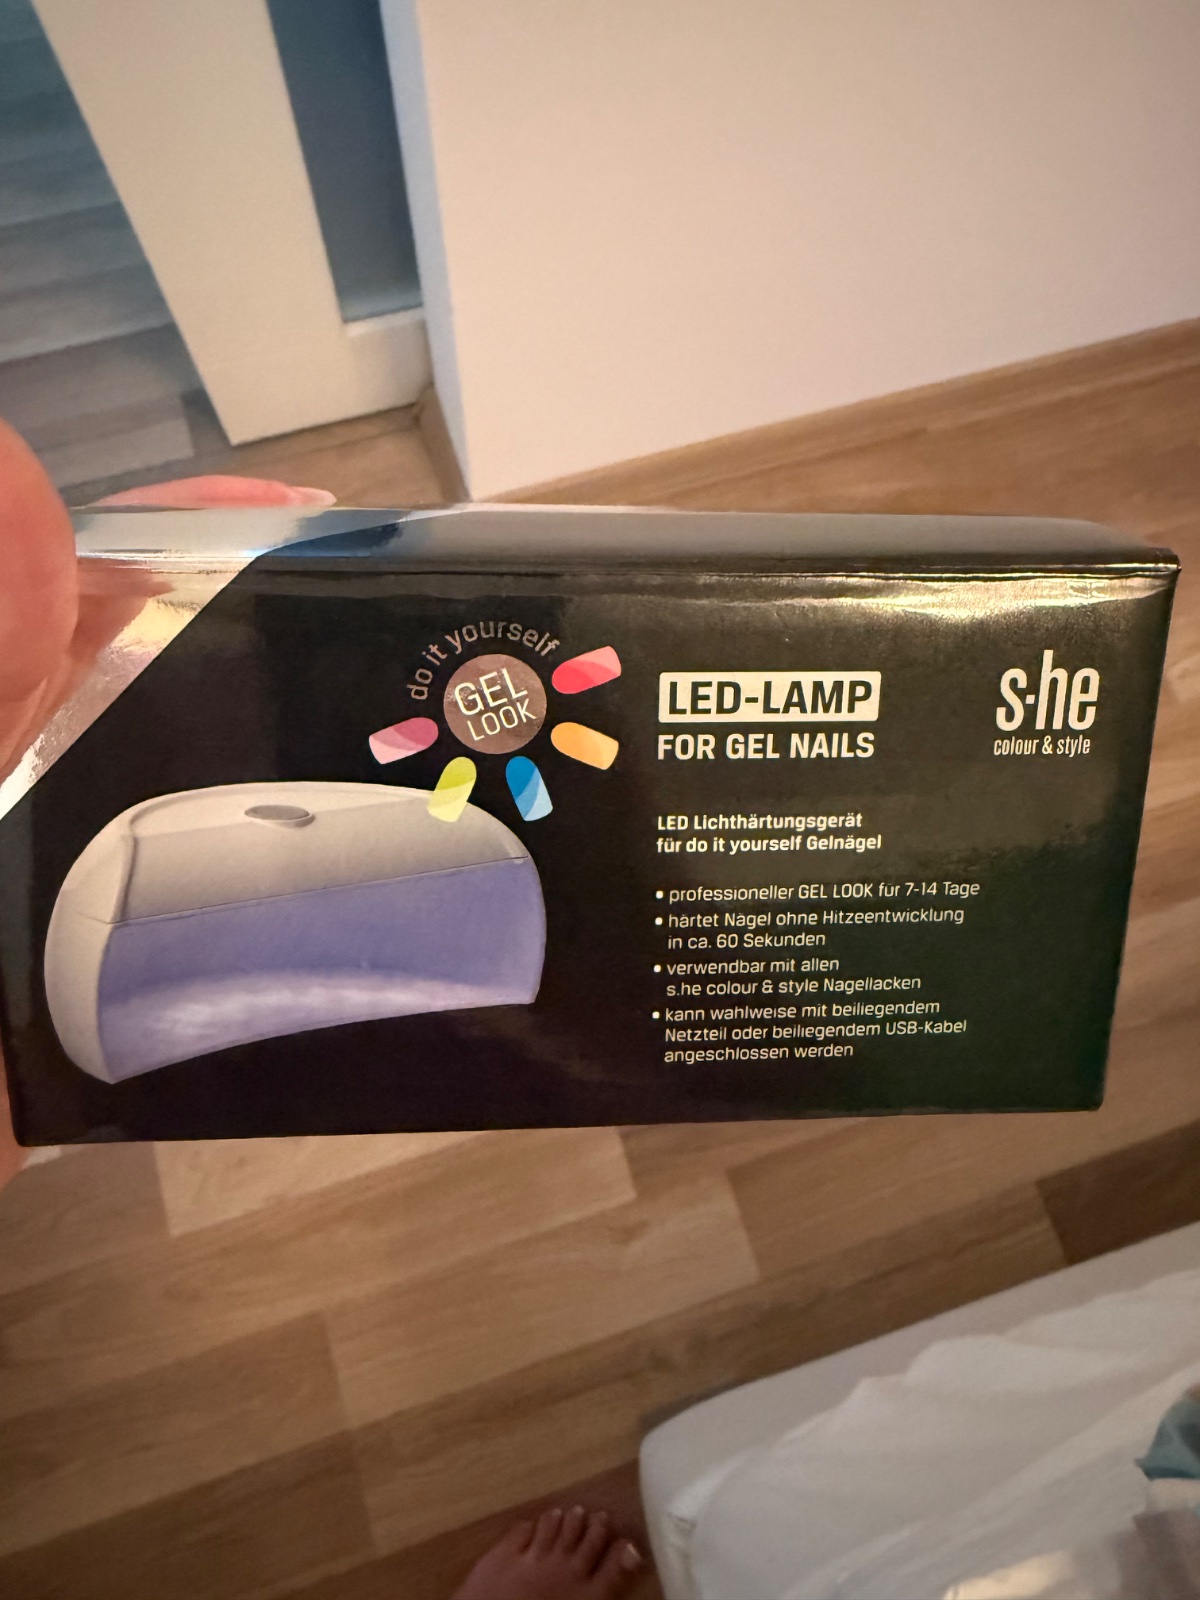 do it yourself
GEL
LOOK
LED-LAMP
FOR GEL NAILS
s·he
colour & style
LED Lichthärtungsgerät
für do it yourself Gelnägel
• professioneller GEL LOOK für 7-14 Tage
• härtet Nägel ohne Hitzeentwicklung
in ca. 60 Sekunden
• verwendbar mit allen
s.he colour & style Nagellacken
• kann wahlweise mit beiliegendem
Netzteil oder beiliegendem USB-Kabel
angeschlossen werden